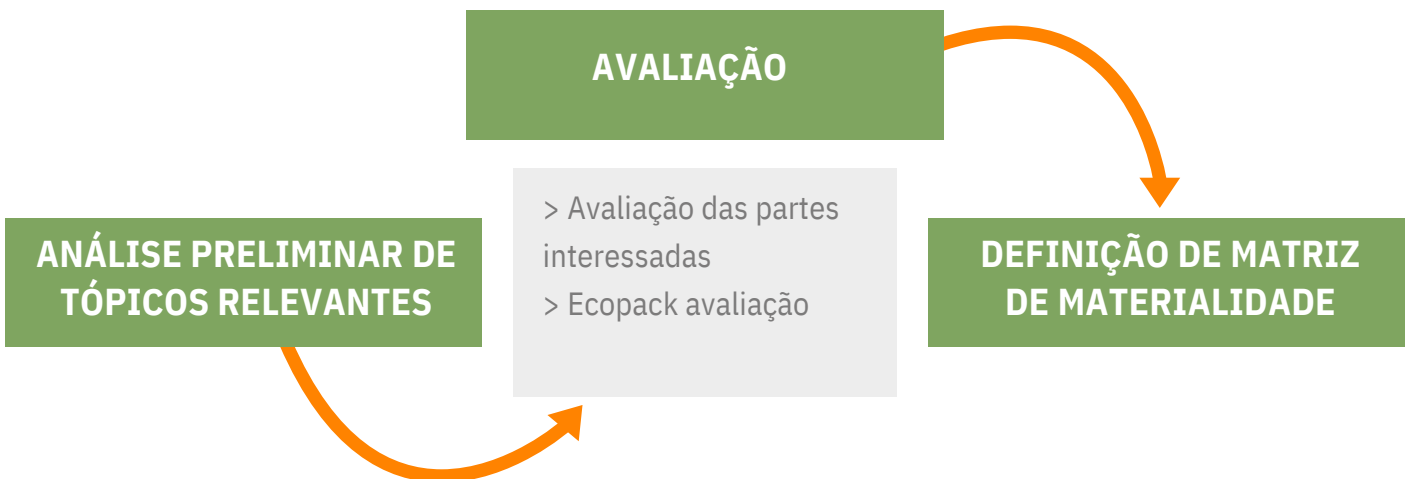 AVALIAÇÃO
> Avaliação das partes
interessadas
> Ecopack avaliação
ANÁLISE PRELIMINAR DE
TÓPICOS RELEVANTES
DEFINIÇÃO DE MATRIZ
DE MATERIALIDADE